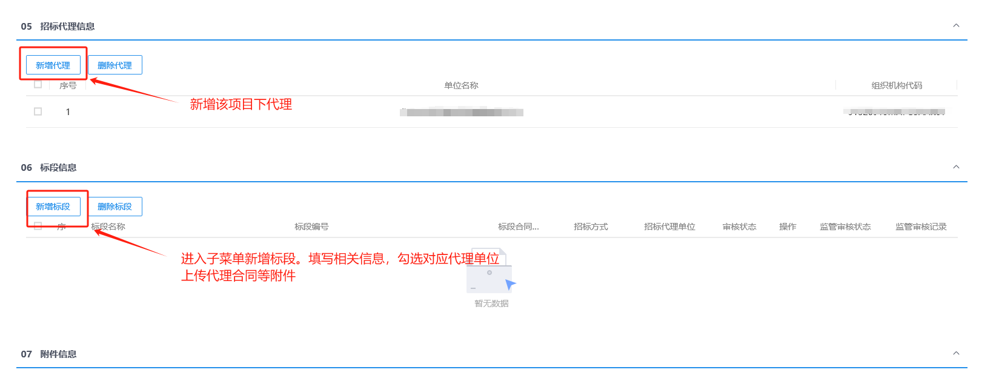 05 招标代理信息
新增代理 删除代理
序号 单位名称 组织机构代码
新增该项目下代理
1
06 标段信息
新增标段 删除标段
序 标段名称 标段编号 标段合同... 招标方式 招标代理单位 审核状态 操作 监管审核状态 监管审核记录
进入子菜单新增标段。填写相关信息，勾选对应代理单位
上传代理合同等附件
暂无数据
07 附件信息